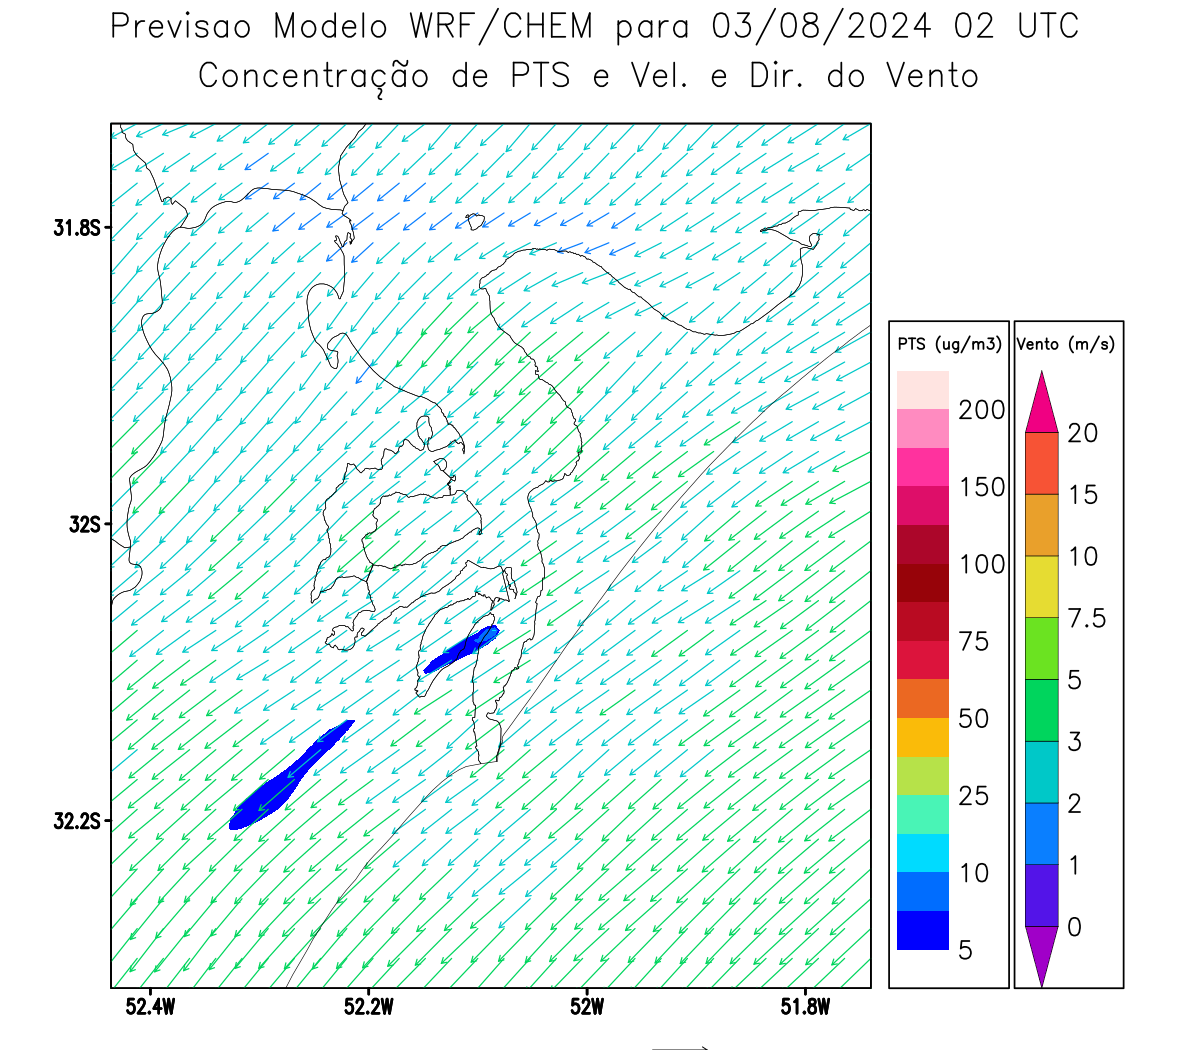 Previsao Modelo WRF/CHEM para 03/08/2024 02 UTC
Concentração de PTS e Vel. e Dir. do Vento
31.8S
32S
32.2S
52.4W
52.2W
52W
51.8W
PTS (ug/m3)
200
150
100
75
50
25
10
5
Vento (m/s)
20
15
10
7.5
5
3
2
1
0